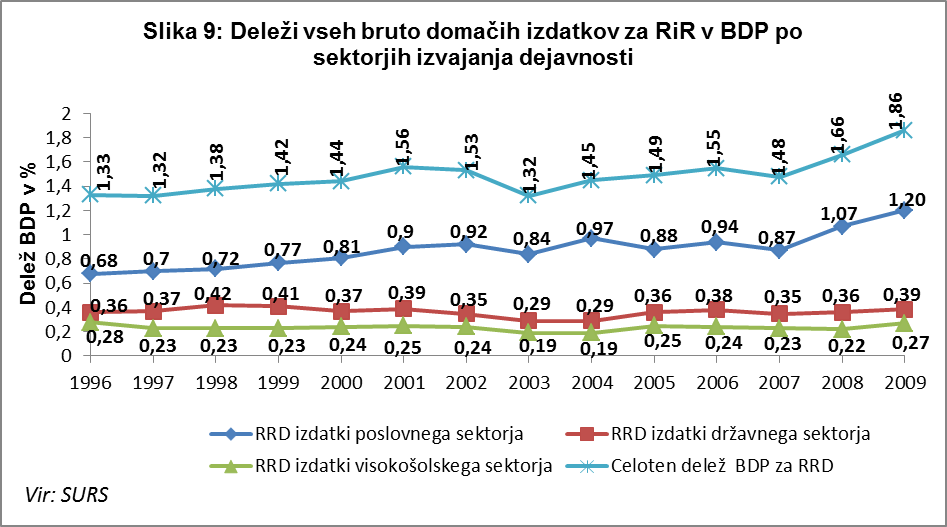 Slika 9: Deleži vseh bruto domačih izdatkov za RiR v BDP po
sektorjih izvajanja dejavnosti
Delež BDP v %
2
1,8
1,6
1,4
1,2
1
0,8
0,6
0,4
0,2
0
1,33 1,32 1,38 1,42 1,44 1,56 1,53 1,32 1,45 1,49 1,55 1,48 1,66 1,86
0,68 0,7 0,72 0,77 0,81 0,9 0,92 0,84 0,97 0,88 0,94 0,87 1,07 1,20
0,36 0,37 0,42 0,41 0,37 0,39 0,35 0,29 0,29 0,36 0,38 0,35 0,36 0,39
0,28 0,23 0,23 0,23 0,24 0,25 0,24 0,19 0,19 0,25 0,24 0,23 0,22 0,27
1996 1997 1998 1999 2000 2001 2002 2003 2004 2005 2006 2007 2008 2009
RRD izdatki poslovnega sektorja RRD izdatki državnega sektorja
RRD izdatki visokošolskega sektorja Celoten delež BDP za RRD
Vir: SURS